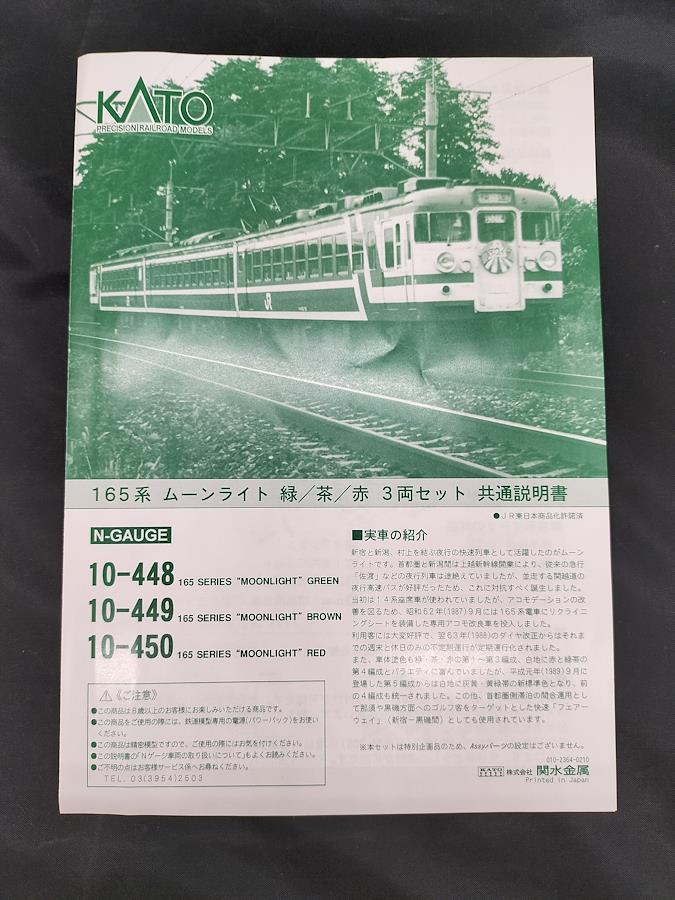 KATO
PRECISION RAILROAD MODELS
JR
165系 ムーンライト 緑／茶／赤 3両セット 共通説明書
●JR東日本商品化許諾済
N-GAUGE
10-448 165 SERIES "MOONLIGHT" GREEN
10-449 165 SERIES "MOONLIGHT" BROWN
10-450 165 SERIES "MOONLIGHT" RED
⚠《ご注意》
●この商品は8歳以上のお客様にお楽しみいただける商品です。
●この商品をご使用の際には、鉄道模型専用の電源(パワーパック)をお使い
ください。
●この商品は精密模型ですので、ご使用の際にはお気を付けください。
●この説明書の「Nゲージ車両の取り扱いについて」もよくお読みください。
●ご不明の点はお客様サービス係へお尋ねください。
TEL. 03(3954)2503
■実車の紹介
新宿と新潟、村上を結ぶ夜行の快速列車として活躍したのがムーン
ライトです。首都圏と新潟間は上越新幹線開業により、従来の急行
「佐渡」などの夜行列車は途絶えていましたが、並走する関越道の
夜行高速バスが好評だったため、これに対抗すべく誕生しました。
当初は14系座席車が使われていましたが、アコモデーションの改
善を図るため、昭和62年(1987)9月には165系電車にリクライニ
ングシートを装備した専用アコモ改良車を投入しました。
利用客には大変好評で、翌63年(1988)のダイヤ改正からはそれま
での週末と休日のみの不定期運行が定期運行化されました。
また、車体塗色も緑・茶・赤の第1～第3編成、白地に赤と緑帯の
第4編成とバラエティに富んでいましたが、平成元年(1989)9月に
登場した第5編成からは白地に灰黄・黄緑帯の新標準色となり、前
の4編成も統一されました。この他、首都圏側滞泊の間合運用とし
て那須や黒磯方面へのゴルフ客をターゲットとした快速「フェアー
ウェイ」(新宿－黒磯間)としても使用されています。
※本セットは特別企画品のため、Assyパーツの設定はございません。
010-2364-0210
KATO 株式会社 関水金属
Printed in Japan